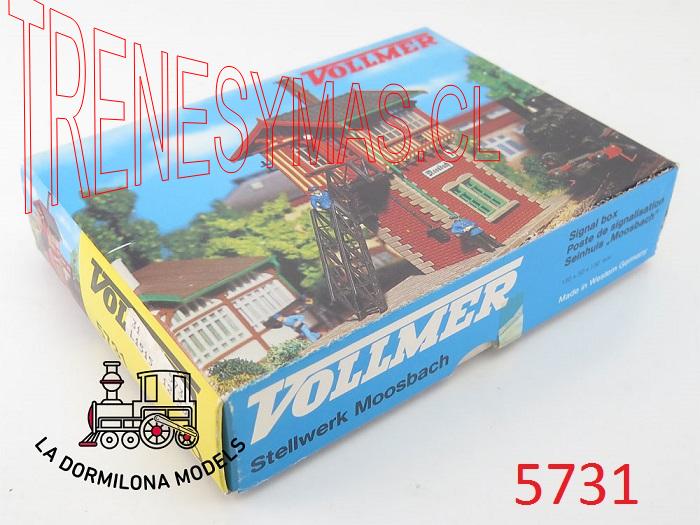 TRENESYMAS.CL
VOLLMER
Moosbach
Signal box
Poste de signalisation
Seinhuis „Moosbach"
Made in Western Germany
VOLLMER
Stellwerk Moosbach
VOL
LA DORMILONA MODELS
5731